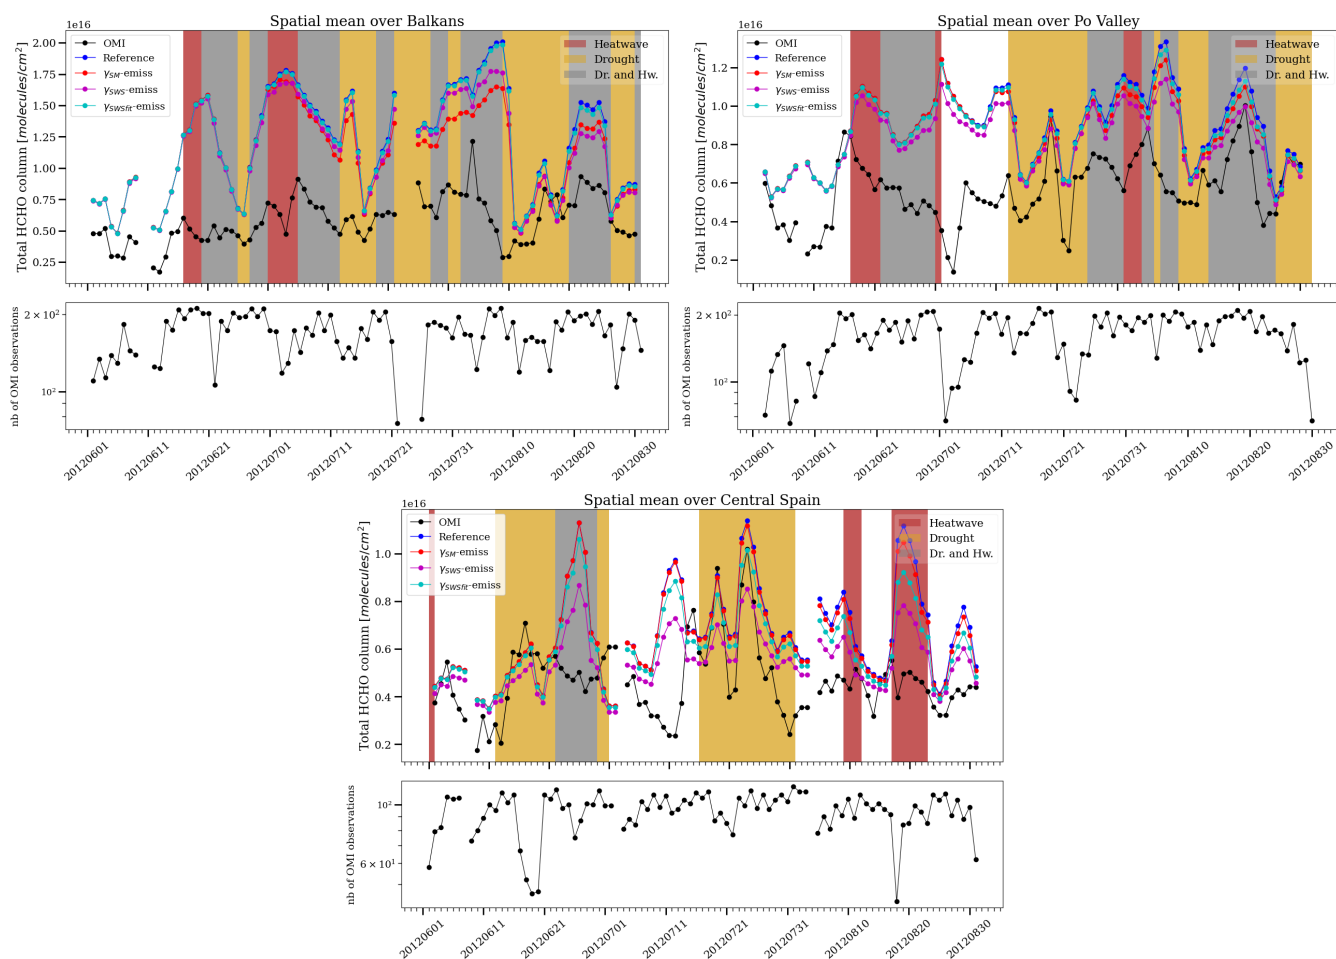 Spatial mean over Balkans
1e16
OMI
Reference
γSM-emiss
γSWS-emiss
γSWSfit-emiss
Heatwave
Drought
Dr. and Hw.
Total HCHO column [molecules/cm²]
2.00
1.75
1.50
1.25
1.00
0.75
0.50
0.25
nb of OMI observations
2 × 10²
10²
20120601
20120611
20120621
20120701
20120711
20120721
20120731
20120810
20120820
20120830
Spatial mean over Po Valley
1e16
OMI
Reference
γSM-emiss
γSWS-emiss
γSWSfit-emiss
Heatwave
Drought
Dr. and Hw.
Total HCHO column [molecules/cm²]
1.2
1.0
0.8
0.6
0.4
0.2
nb of OMI observations
2 × 10²
10²
20120601
20120611
20120621
20120701
20120711
20120721
20120731
20120810
20120820
20120830
Spatial mean over Central Spain
1e16
OMI
Reference
γSM-emiss
γSWS-emiss
γSWSfit-emiss
Heatwave
Drought
Dr. and Hw.
Total HCHO column [molecules/cm²]
1.0
0.8
0.6
0.4
0.2
nb of OMI observations
10²
6 × 10¹
20120601
20120611
20120621
20120701
20120711
20120721
20120731
20120810
20120820
20120830